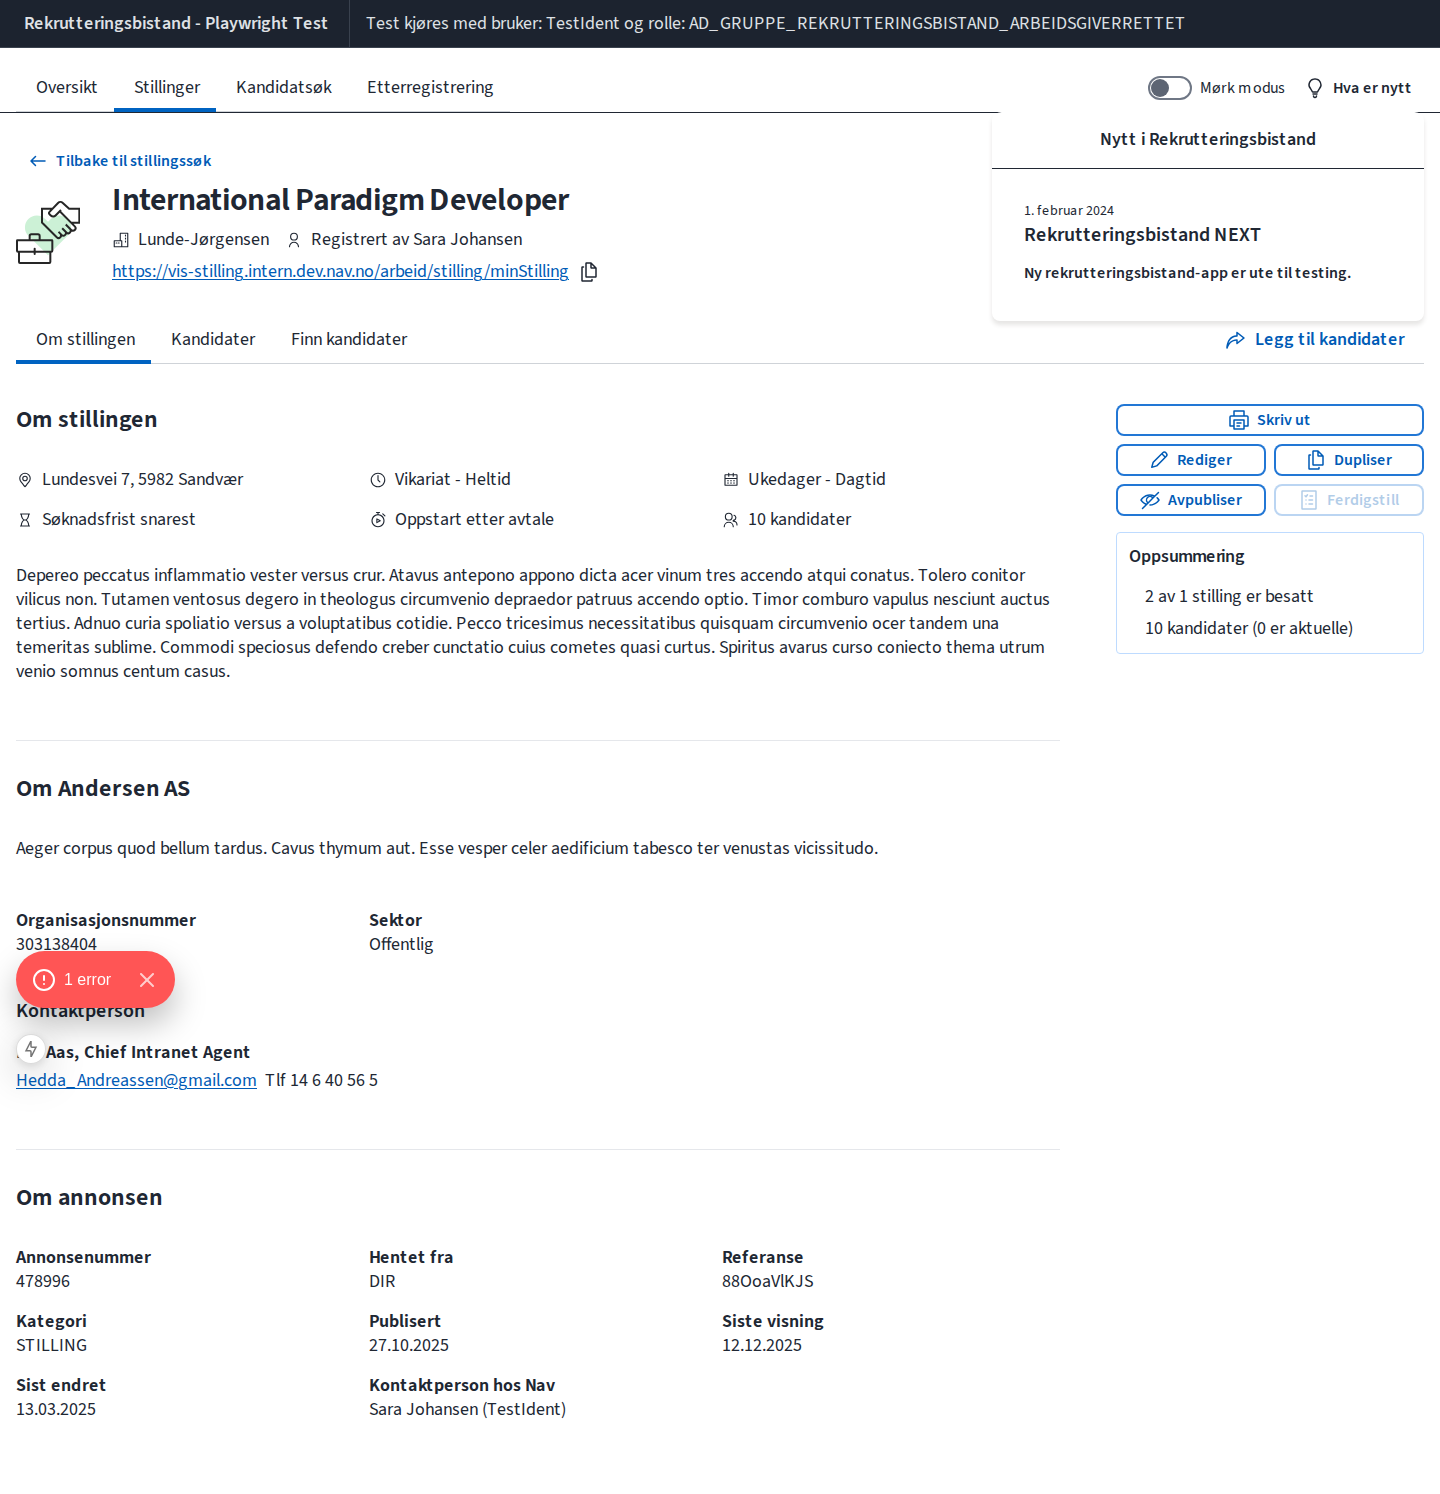 Rekrutteringsbistand - Playwright Test
Test kjøres med bruker: TestIdent og rolle: AD_GRUPPE_REKRUTTERINGSBISTAND_ARBEIDSGIVERRETTET
Oversikt
Stillinger
Kandidatsøk
Etterregistrering
Mørk modus
Hva er nytt
Nytt i Rekrutteringsbistand
1. februar 2024
Rekrutteringsbistand NEXT
Ny rekrutteringsbistand-app er ute til testing.
Tilbake til stillingssøk
International Paradigm Developer
Lunde-Jørgensen
Registrert av Sara Johansen
https://vis-stilling.intern.dev.nav.no/arbeid/stilling/minStilling
Om stillingen
Kandidater
Finn kandidater
Legg til kandidater
Om stillingen
Lundesvei 7, 5982 Sandvær
Vikariat - Heltid
Ukedager - Dagtid
Søknadsfrist snarest
Oppstart etter avtale
10 kandidater
Skriv ut
Rediger
Dupliser
Avpubliser
Ferdigstill
Oppsummering
2 av 1 stilling er besatt
10 kandidater (0 er aktuelle)
Depereo peccatus inflammatio vester versus crur. Atavus antepono appono dicta acer vinum tres accendo atqui conatus. Tolero conitor
vilicus non. Tutamen ventosus degero in theologus circumvenio depraedor patruus accendo optio. Timor comburo vapulus nesciunt auctus
tertius. Adnuo curia spoliatio versus a voluptatibus cotidie. Pecco tricesimus necessitatibus quisquam circumvenio ocer tandem una
temeritas sublime. Commodi speciosus defendo creber cunctatio cuius cometes quasi curtus. Spiritus avarus curso coniecto thema utrum
venio somnus centum casus.
Om Andersen AS
Aeger corpus quod bellum tardus. Cavus thymum aut. Esse vesper celer aedificium tabesco ter venustas vicissitudo.
Organisasjonsnummer
303138404
Sektor
Offentlig
1 error
Kontaktperson
Aas, Chief Intranet Agent
Hedda_Andreassen@gmail.com
Tlf 14 6 40 56 5
Om annonsen
Annonsenummer
478996
Hentet fra
DIR
Referanse
88OoaVlKJS
Kategori
STILLING
Publisert
27.10.2025
Siste visning
12.12.2025
Sist endret
13.03.2025
Kontaktperson hos Nav
Sara Johansen (TestIdent)